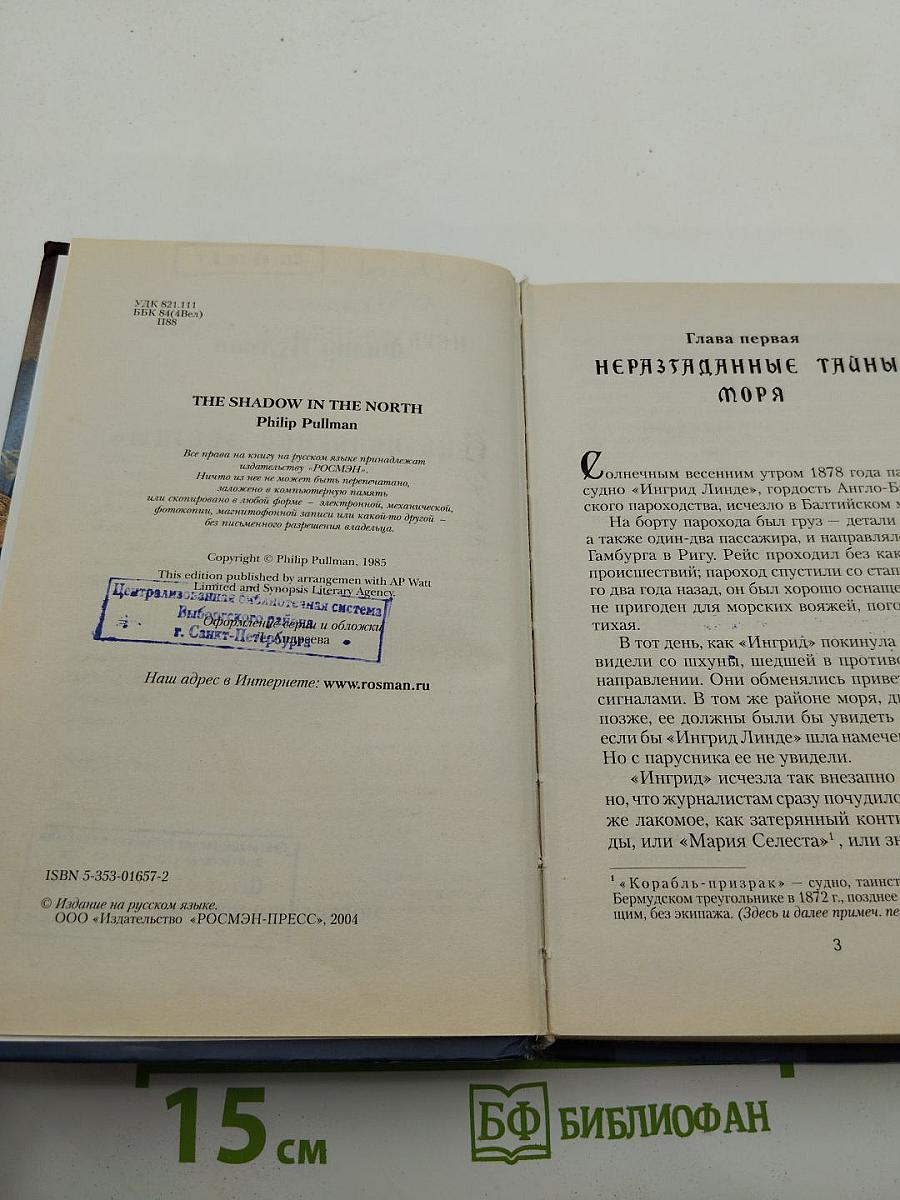 УДК 821.111
ББК 84(4Вел)
П88
THE SHADOW IN THE NORTH
Philip Pullman
Все права на книгу на русском языке принадлежат
издательству «РОСМЭН».
Ничто из нее не может быть перепечатано,
заложено в компьютерную память
или скопировано в любой форме – электронной, механической,
фотокопии, магнитофонной записи или какой-то другой –
без письменного разрешения владельца.
Copyright © Philip Pullman, 1985
This edition published by arrangemen with AP Watt
Limited and Synopsis Literary Agency.
Централизованная библиотечная система
Выборгского района
г. Санкт-Петербурга
Оформление серии и обложки
Л. Андреева
Наш адрес в Интернете: www.rosman.ru
ISBN 5-353-01657-2
© Издание на русском языке.
ООО «Издательство «РОСМЭН-ПРЕСС», 2004
Глава первая
НЕРАЗГАДАННЫЕ ТАЙНЫ
МОРЯ
Солнечным весенним утром 1878 года па
судно «Ингрид Линде», гордость Англо-Б
ского пароходства, исчезло в Балтийском
На борту парохода был груз — детали
а также один-два пассажира, и направлял
Гамбурга в Ригу. Рейс проходил без как
происшествий; пароход спустили со стап
го два года назад, он был хорошо оснаще
не пригоден для морских вояжей, пого
тихая.
В тот день, как «Ингрид» покинула
видели со шхуны, шедшей в противо
направлении. Они обменялись приве
сигналами. В том же районе моря, д
позже, ее должны были бы увидеть
если бы «Ингрид Линде» шла намече
Но с парусника ее не увидели.
«Ингрид» исчезла так внезапно
но, что журналистам сразу почудилс
же лакомое, как затерянный конти
ды, или «Мария Селеста»¹, или зн
¹ «Корабль-призрак» — судно, таинст
Бермудском треугольнике в 1872 г., позднее
щим, без экипажа. (Здесь и далее примеч. пе
3
15 см
БФ БИБЛИОФАН